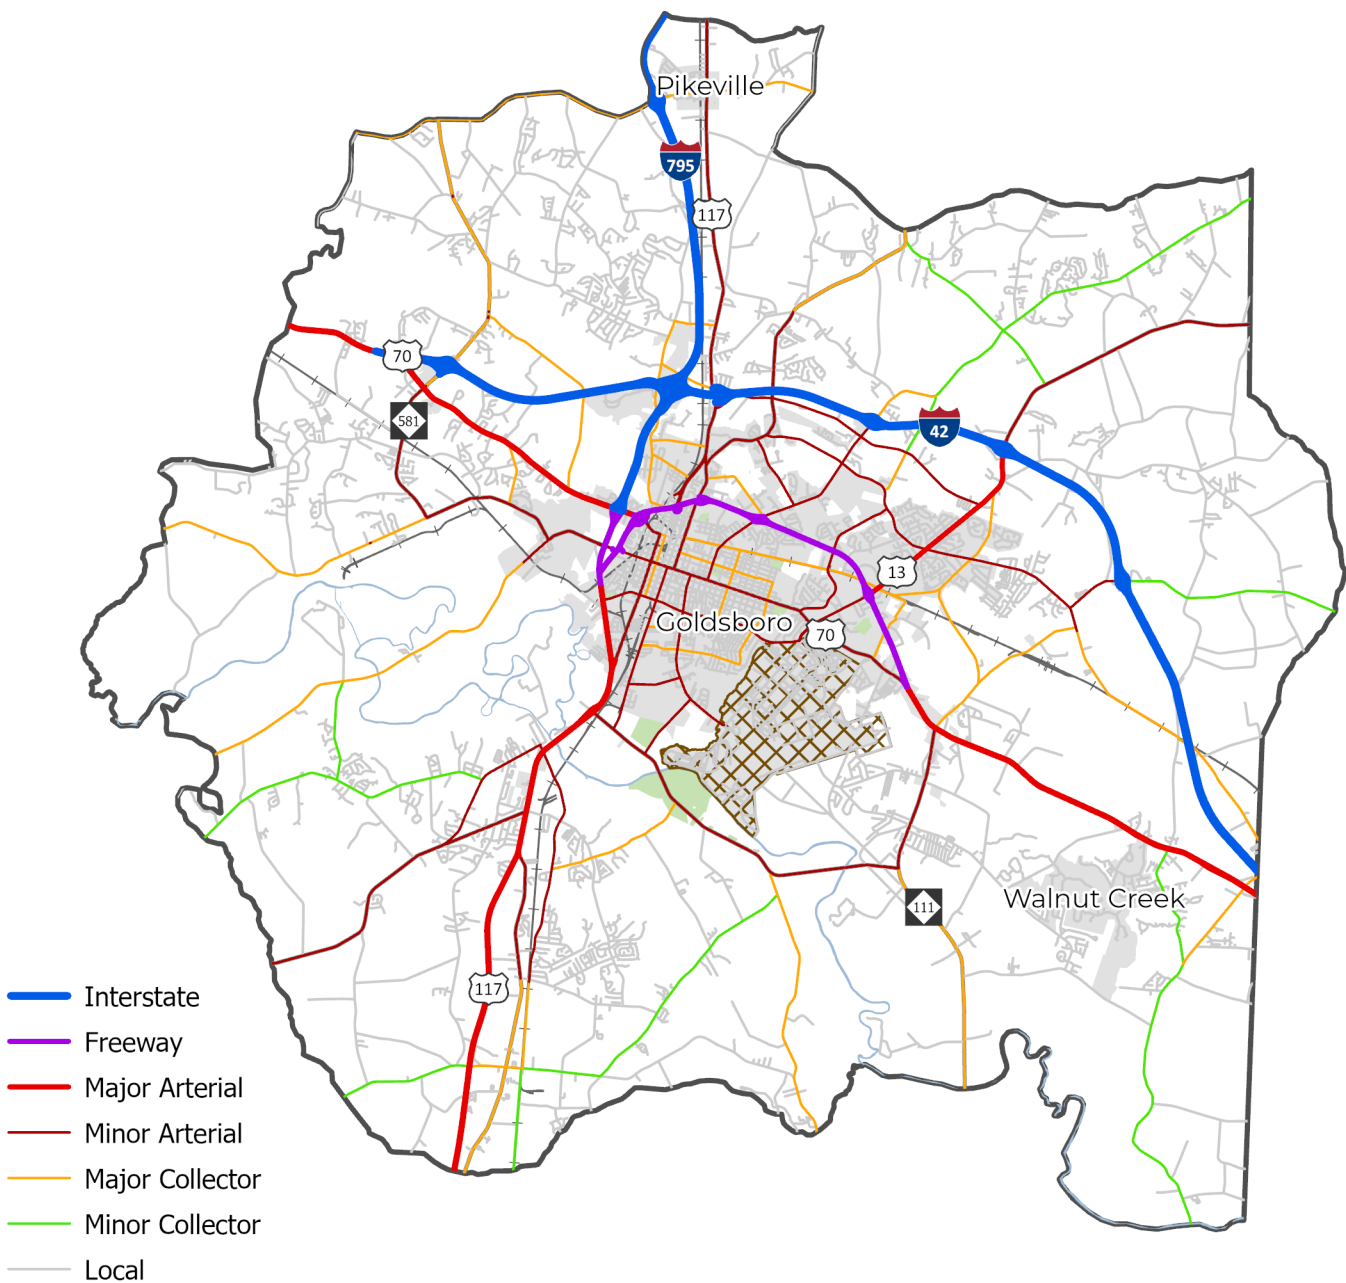 Pikeville
795
117
70
581
42
13
Goldsboro
70
Walnut Creek
111
117
Interstate
Freeway
Major Arterial
Minor Arterial
Major Collector
Minor Collector
Local